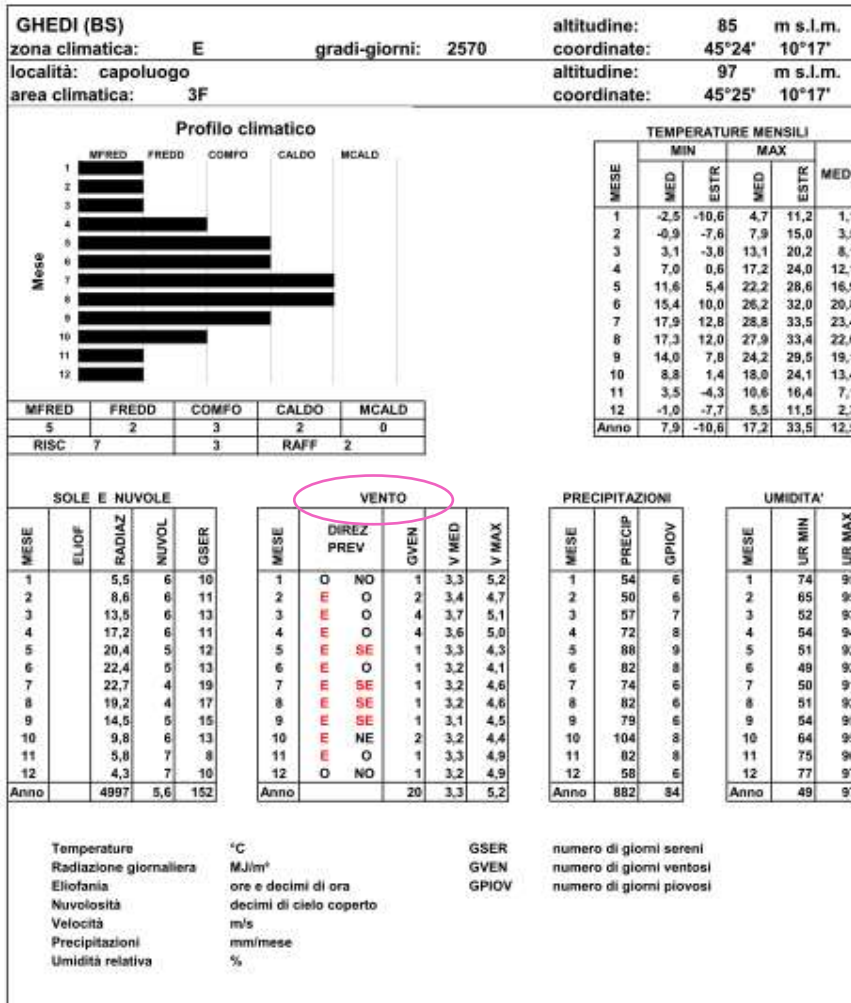 GHEDI (BS) altitudine: 85 m s.l.m.
zona climatica: E gradi-giorni: 2570 coordinate: 45°24' 10°17'
località: capoluogo altitudine: 97 m s.l.m.
area climatica: 3F coordinate: 45°25' 10°17'
Profilo climatico
MFRED FREDD COMFO CALDO MCALD
Mese
1
2
3
4
5
6
7
8
9
10
11
12
MFRED FREDD COMFO CALDO MCALD
5 2 3 2 0
RISC 7 3 RAFF 2
TEMPERATURE MENSILI
MIN MAX
MESE MED ESTR MED ESTR MED
1 -2,5 -10,6 4,7 11,2 1,
2 -0,9 -7,6 7,9 15,0 3,
3 3,1 -3,8 13,1 20,2 8,
4 7,0 0,6 17,2 24,0 12,
5 11,6 5,4 22,2 28,6 16,
6 15,4 10,0 26,2 32,0 20,
7 17,9 12,8 28,8 33,5 23,
8 17,3 12,0 27,9 33,4 22,
9 14,0 7,8 24,2 29,5 19,
10 8,8 1,4 18,0 24,1 13,
11 3,5 -4,3 10,6 16,4 7,
12 -1,0 -7,7 5,5 11,5 2,
Anno 7,9 -10,6 17,2 33,5 12,
SOLE E NUVOLE
MESE ELIOF RADIAZ NUVOL GSER
1 5,5 6 10
2 8,6 6 11
3 13,5 6 13
4 17,2 6 11
5 20,4 5 12
6 22,4 5 13
7 22,7 4 19
8 19,2 4 17
9 14,5 5 15
10 9,8 6 13
11 5,8 7 8
12 4,3 7 10
Anno 4997 5,6 152
VENTO
MESE DIREZ PREV GVEN V MED V MAX
1 O NO 1 3,3 5,2
2 E O 2 3,4 4,7
3 E O 4 3,7 5,1
4 E O 4 3,6 5,0
5 E SE 1 3,3 4,3
6 E O 1 3,2 4,1
7 E SE 1 3,2 4,6
8 E SE 1 3,2 4,6
9 E SE 1 3,1 4,5
10 E NE 2 3,2 4,4
11 E O 1 3,3 4,9
12 O NO 1 3,2 4,9
Anno 20 3,3 5,2
PRECIPITAZIONI
MESE PRECIP GPIOV
1 54 6
2 50 6
3 57 7
4 72 8
5 88 9
6 82 8
7 74 6
8 82 6
9 79 6
10 104 8
11 82 8
12 58 6
Anno 882 84
UMIDITA'
MESE UR MIN UR MAX
1 74
2 65
3 52
4 54
5 51
6 49
7 50
8 51
9 54
10 64
11 75
12 77
Anno 49
Temperature °C
Radiazione giornaliera MJ/m²
Eliofania ore e decimi di ora
Nuvolosità decimi di cielo coperto
Velocità m/s
Precipitazioni mm/mese
Umidità relativa %
GSER numero di giorni sereni
GVEN numero di giorni ventosi
GPIOV numero di giorni piovosi